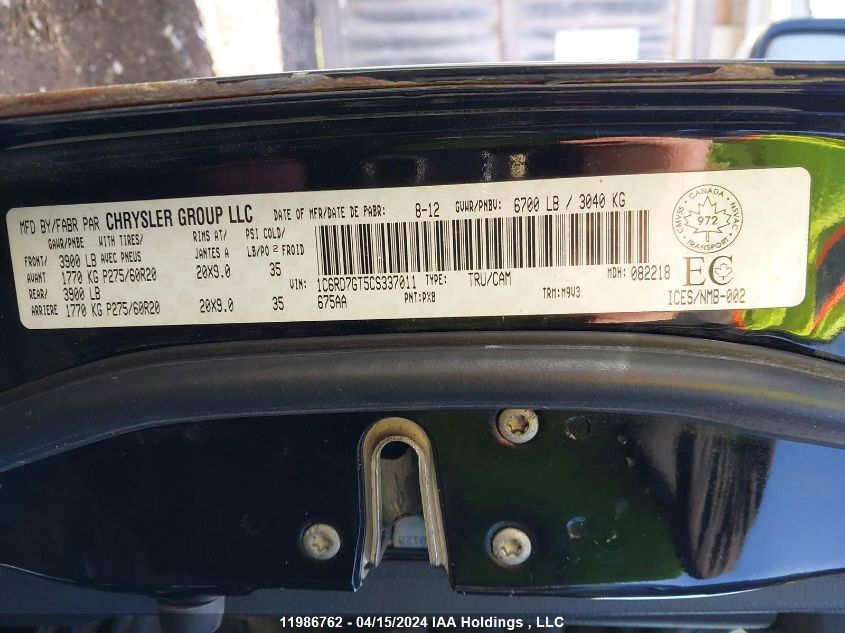 MFD BY/FABR PAR CHRYSLER GROUP LLC DATE OF MFR/DATE DE FABR: 8-12 GVWR/PNBV: 6700 LB / 3040 KG
GAWR/PNBE WITH TIRES/ RIMS AT/ PSI COLD/
FRONT/ 3900 LB AVEC PNEUS JANTES A LB/PO² FROID
AVANT 1770 KG P275/60R20 20X9.0 35
REAR/ 3900 LB
ARRIERE 1770 KG P275/60R20 20X9.0 35
VIN: 1C6RD7GT5CS337011 TYPE: TRU/CAM MDH: 082218
675AA PNT:PX8 TRM:M9V3
CANADA
CMVSS NSVAC
972
TRANSPORT
EC
ICES/NMB-002
11986762 - 04/15/2024 IAA Holdings , LLC